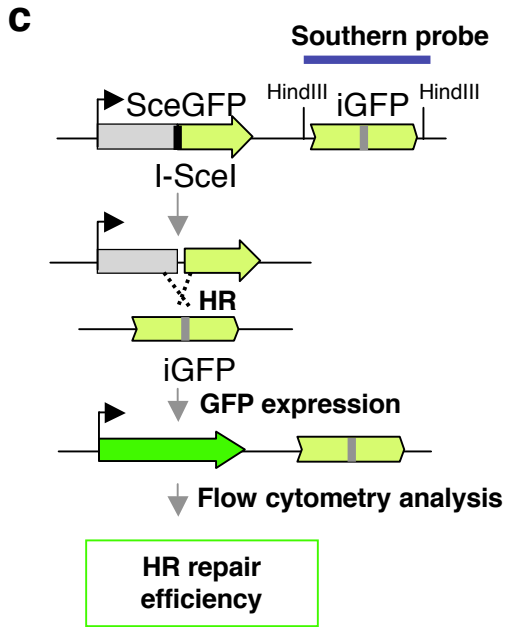 c
Southern probe
HindIII HindIII
SceGFP iGFP
I-SceI
HR
iGFP
GFP expression
Flow cytometry analysis
HR repair
efficiency